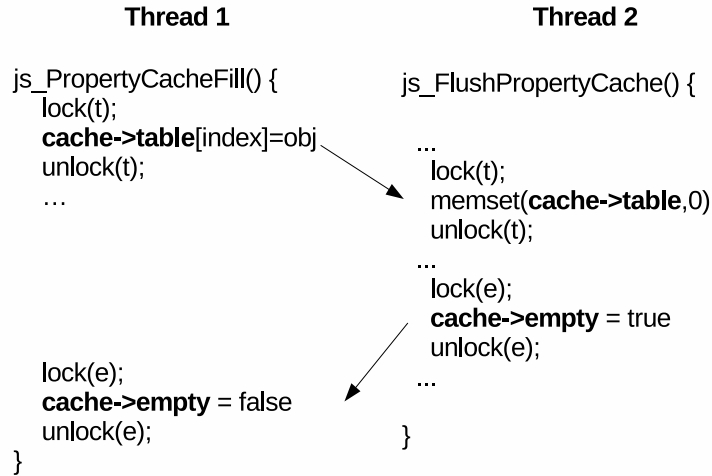 Thread 1
js_PropertyCacheFill() {
lock(t);
cache->table[index]=obj
unlock(t);
…
lock(e);
cache->empty = false
unlock(e);
}
Thread 2
js_FlushPropertyCache() {
...
lock(t);
memset(cache->table,0)
unlock(t);
...
lock(e);
cache->empty = true
unlock(e);
...
}